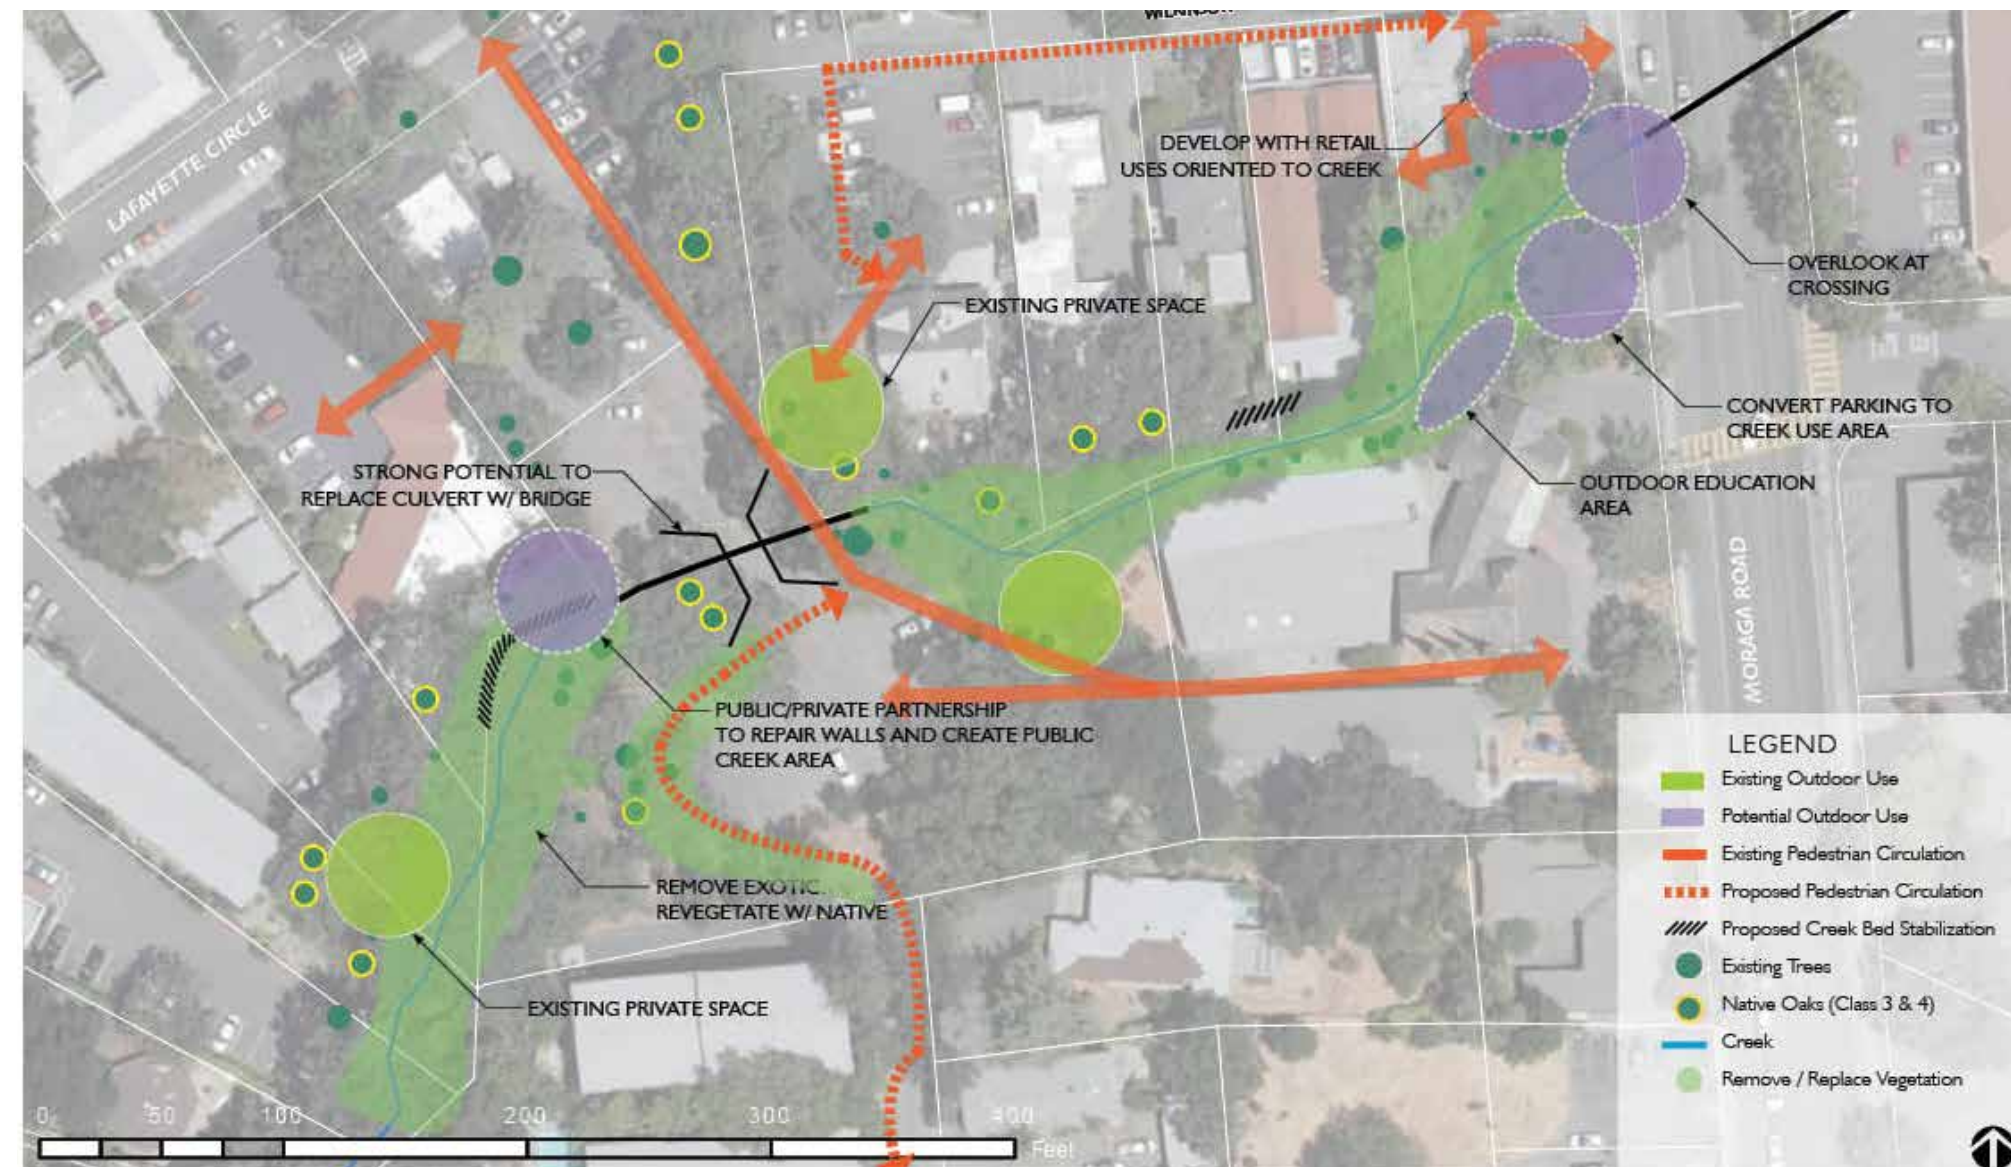 LAFAYETTE CIRCLE
DEVELOP WITH RETAIL
USES ORIENTED TO CREEK
OVERLOOK AT
CROSSING
EXISTING PRIVATE SPACE
CONVERT PARKING TO
CREEK USE AREA
STRONG POTENTIAL TO
REPLACE CULVERT W/ BRIDGE
OUTDOOR EDUCATION
AREA
MORAGA ROAD
PUBLIC/PRIVATE PARTNERSHIP
TO REPAIR WALLS AND CREATE PUBLIC
CREEK AREA
REMOVE EXOTIC
REVEGETATE W/ NATIVE
EXISTING PRIVATE SPACE
LEGEND
Existing Outdoor Use
Potential Outdoor Use
Existing Pedestrian Circulation
Proposed Pedestrian Circulation
Proposed Creek Bed Stabilization
Existing Trees
Native Oaks (Class 3 & 4)
Creek
Remove / Replace Vegetation
0 50 100 200 300 400
Feet